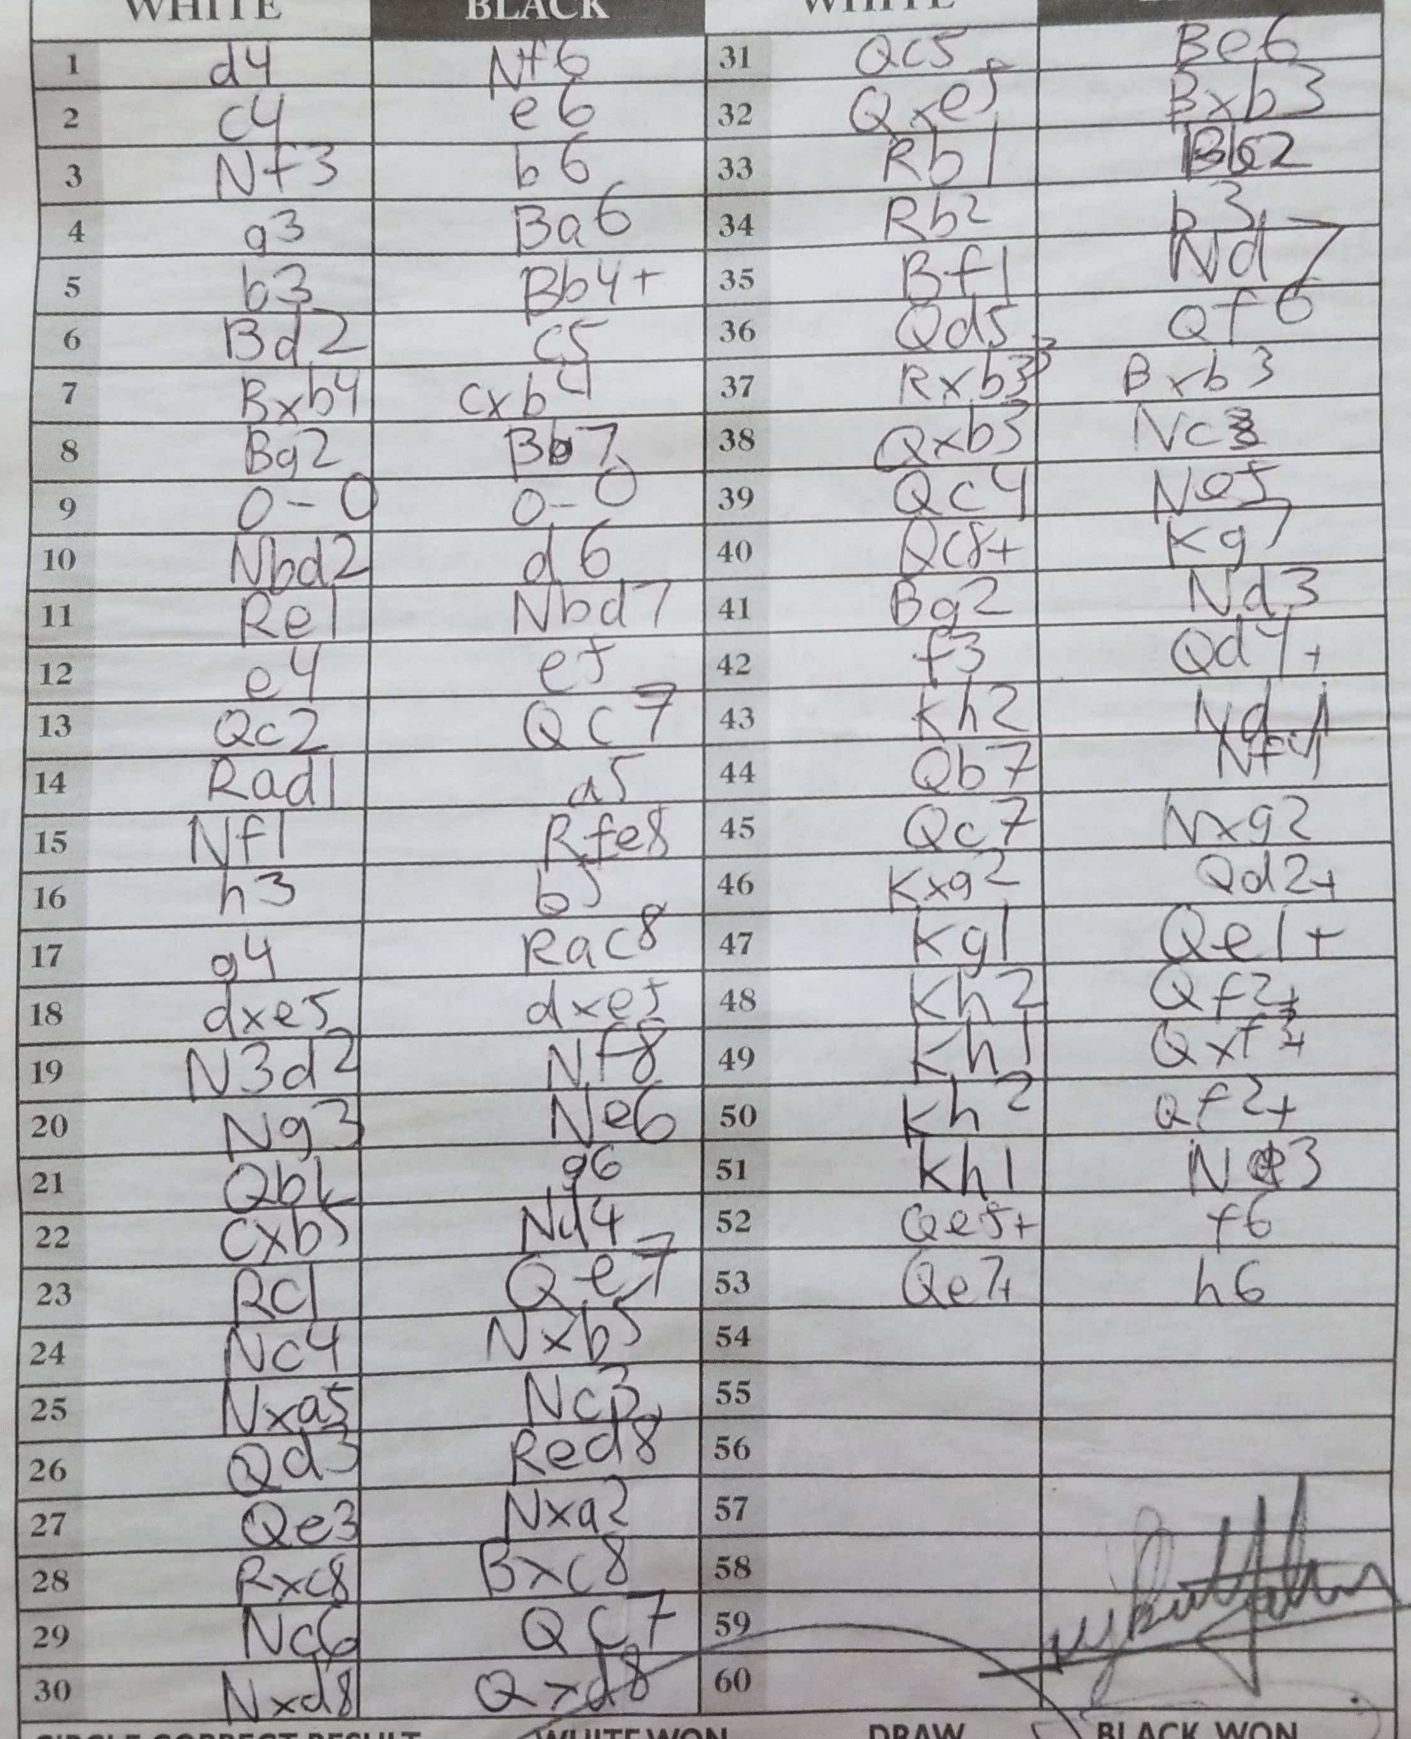 WHITE BLACK WHITE
1 d4 Nf6 31 Qc5 Be6
2 c4 e6 32 Qxe5 Bxb3
3 Nf3 b6 33 Rb1 Bc2
4 g3 Ba6 34 Rb2 b3
5 b3 Bb4+ 35 Bf1 Nd7
6 Bd2 c5 36 Qd5 Qf6
7 Bxb4 cxb4 37 Rxb3 Bxb3
8 Bg2 Bb7 38 Qxb3 Nc3
9 0-0 0-0 39 Qc4 Ne5
10 Nbd2 d6 40 Qc8+ Kg7
11 Re1 Nbd7 41 Bg2 Nd3
12 e4 e5 42 f3 Qd4+
13 Qc2 Qc7 43 Kh2 Nd1
14 Rad1 a5 44 Qb7 Nf4
15 Nf1 Rfe8 45 Qc7 Nxg2
16 h3 b5 46 Kxg2 Qd2+
17 g4 Rac8 47 Kg1 Qe1+
18 dxe5 dxe5 48 Kh2 Qf2+
19 N3d2 Nf8 49 Kh1 Qxf3+
20 Ng3 Ne6 50 Kh2 Qf2+
21 Qb1 g6 51 Kh1 Ne3
22 cxb5 Nd4 52 Qe5+ f6
23 Rc1 Qe7 53 Qe7+ h6
24 Nc4 Nxb5 54
25 Nxa5 Nc3 55
26 Qd3 Red8 56
27 Qe3 Nxa2 57
28 Rxc8 Bxc8 58
29 Nc6 Qc7 59
30 Nxd8 Qxd8 60
CIRCLE CORRECT RESULT WHITE WON DRAW BLACK WON